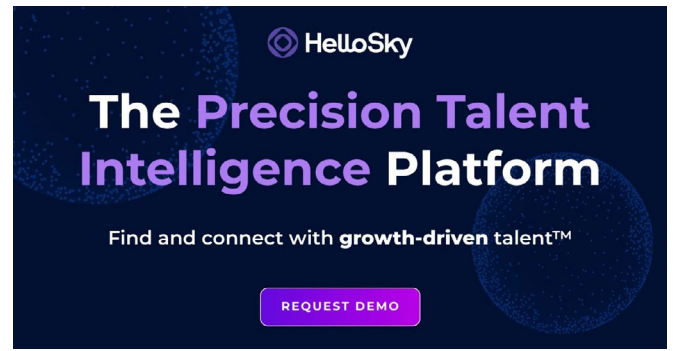 HelloSky
The Precision Talent
Intelligence Platform
Find and connect with growth-driven talent™
REQUEST DEMO